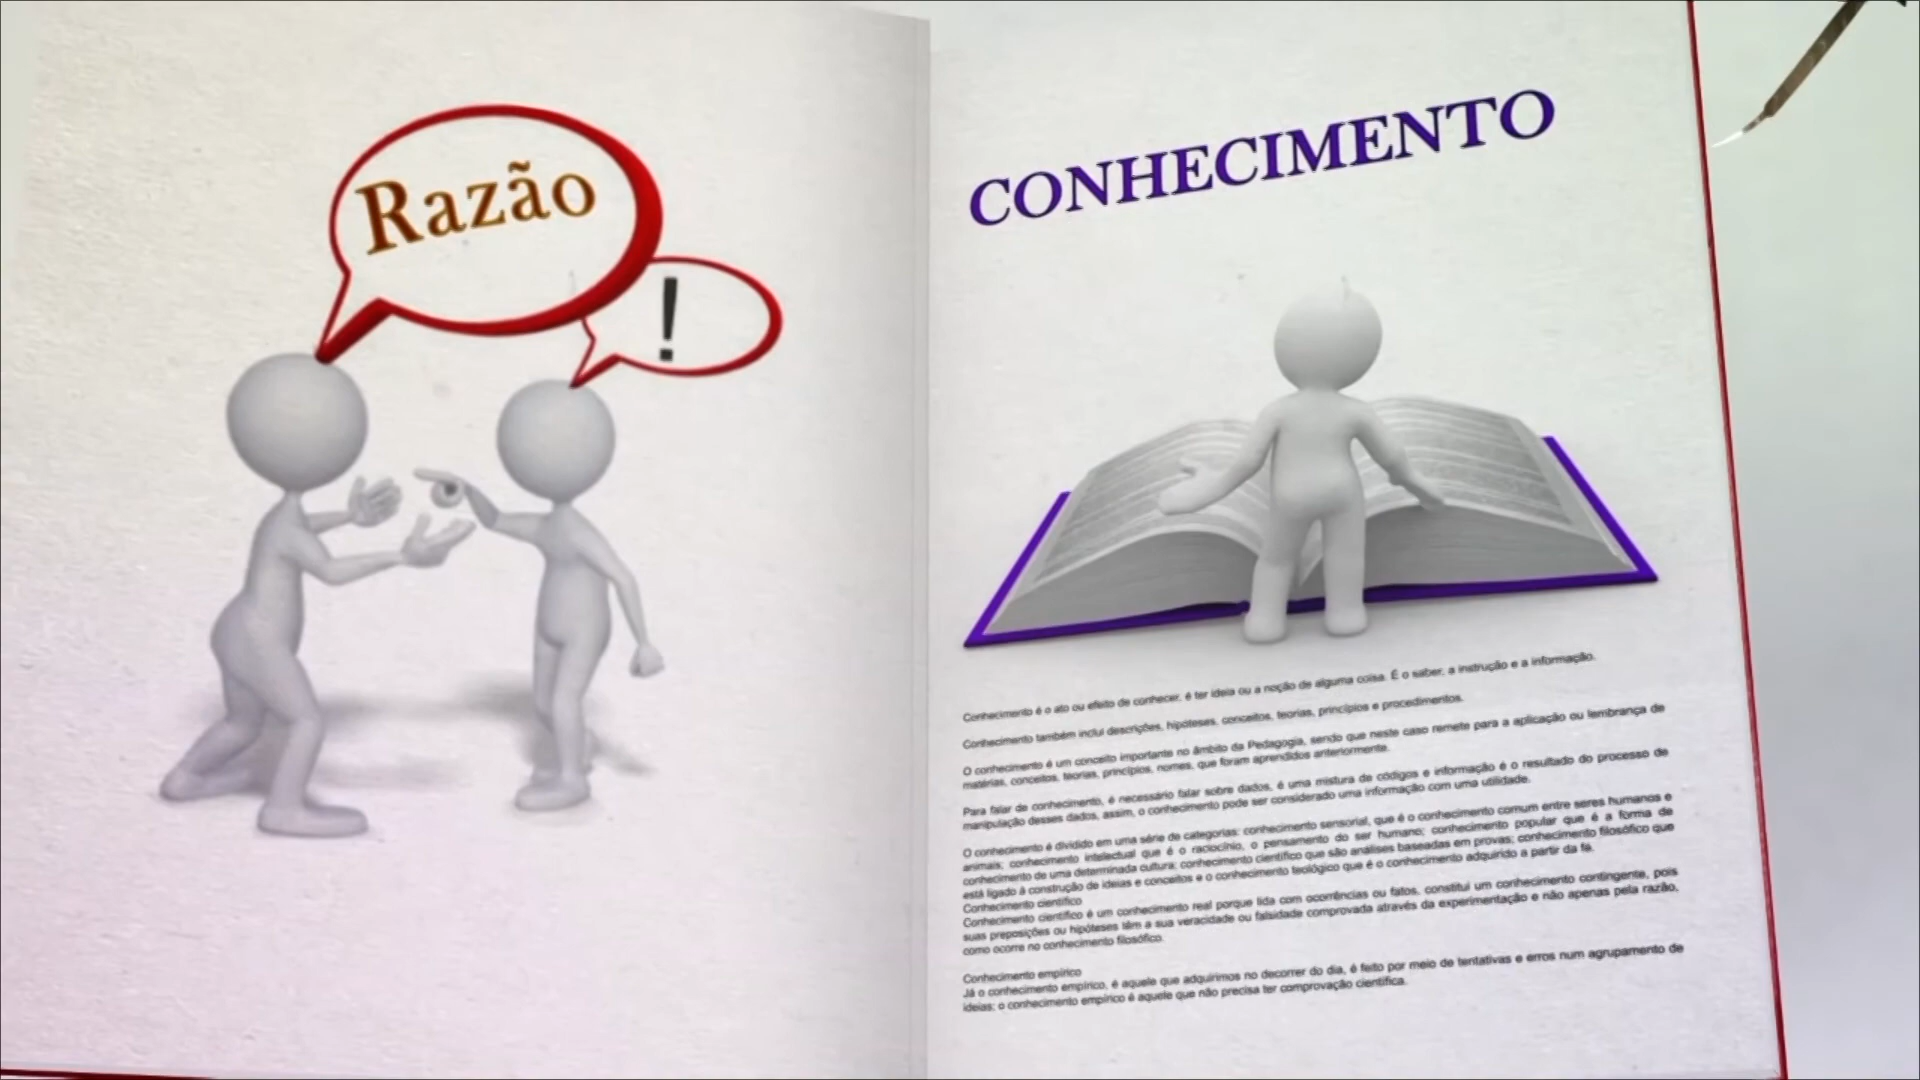 Razão
!
CONHECIMENTO
Conhecimento é o ato ou efeito de conhecer, é ter ideia ou a noção de alguma coisa. É o saber, a instrução e a informação.
Conhecimento também inclui descrições, hipóteses, conceitos, teorias, princípios e procedimentos.
O conhecimento é um conceito importante no âmbito da Pedagogia, sendo que neste caso remete para a aplicação ou lembrança de
matérias, conceitos, teorias, princípios, nomes, que foram aprendidos anteriormente.
Para falar de conhecimento, é necessário falar sobre dados, é uma mistura de códigos e informação é o resultado do processo de
manipulação desses dados, assim, o conhecimento pode ser considerado uma informação com uma utilidade.
O conhecimento é dividido em uma série de categorias: conhecimento sensorial, que é o conhecimento comum entre seres humanos e
animais; conhecimento intelectual que é o raciocínio, o pensamento do ser humano; conhecimento popular que é a forma de
conhecimento de uma determinada cultura; conhecimento científico que são análises baseadas em provas; conhecimento filosófico que
está ligado à construção de ideias e conceitos e o conhecimento teológico que é o conhecimento adquirido a partir da fé.
Conhecimento científico
Conhecimento científico é um conhecimento real porque lida com ocorrências ou fatos, constitui um conhecimento contingente, pois
suas preposições ou hipóteses têm a sua veracidade ou falsidade comprovada através da experimentação e não apenas pela razão,
como ocorre no conhecimento filosófico.
Conhecimento empírico
Já o conhecimento empírico, é aquele que adquirimos no decorrer do dia, é feito por meio de tentativas e erros num agrupamento de
ideias; o conhecimento empírico é aquele que não precisa ter comprovação científica.